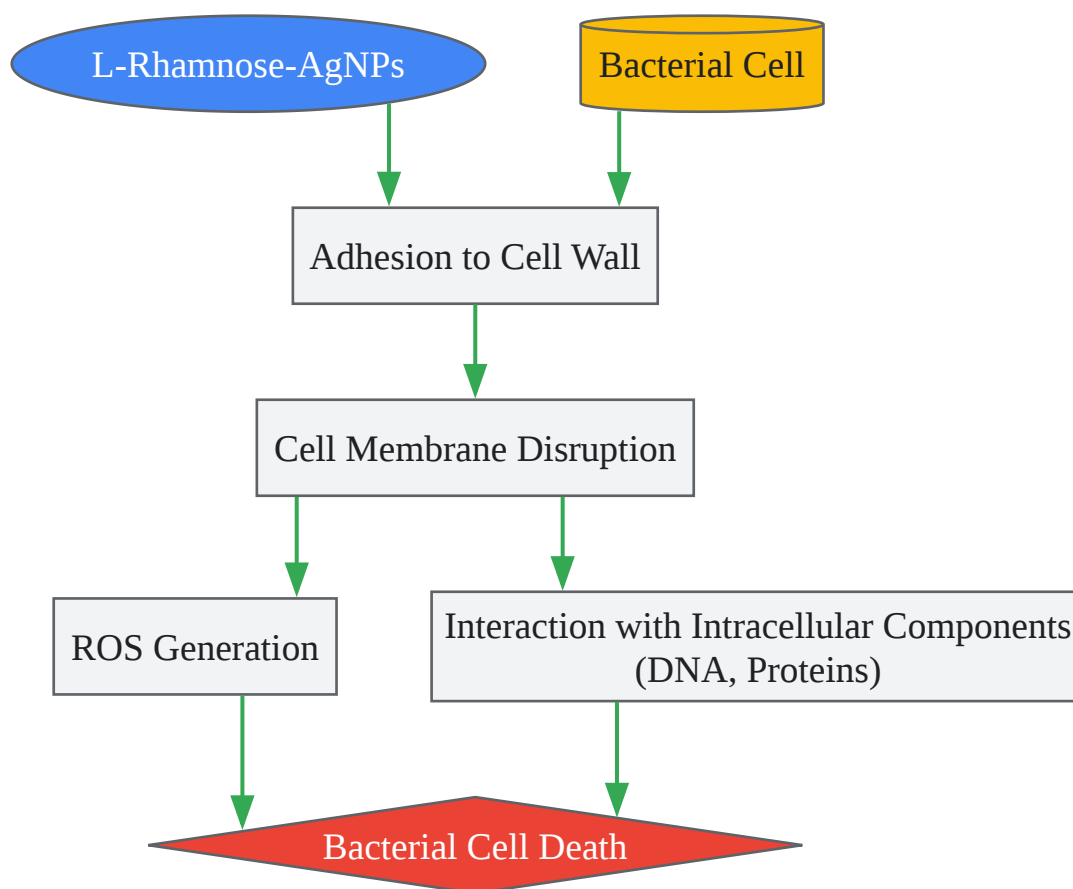 L-Rhamnose-AgNPs
Bacterial Cell
Adhesion to Cell Wall
Cell Membrane Disruption
ROS Generation
Interaction with Intracellular Components
(DNA, Proteins)
Bacterial Cell Death